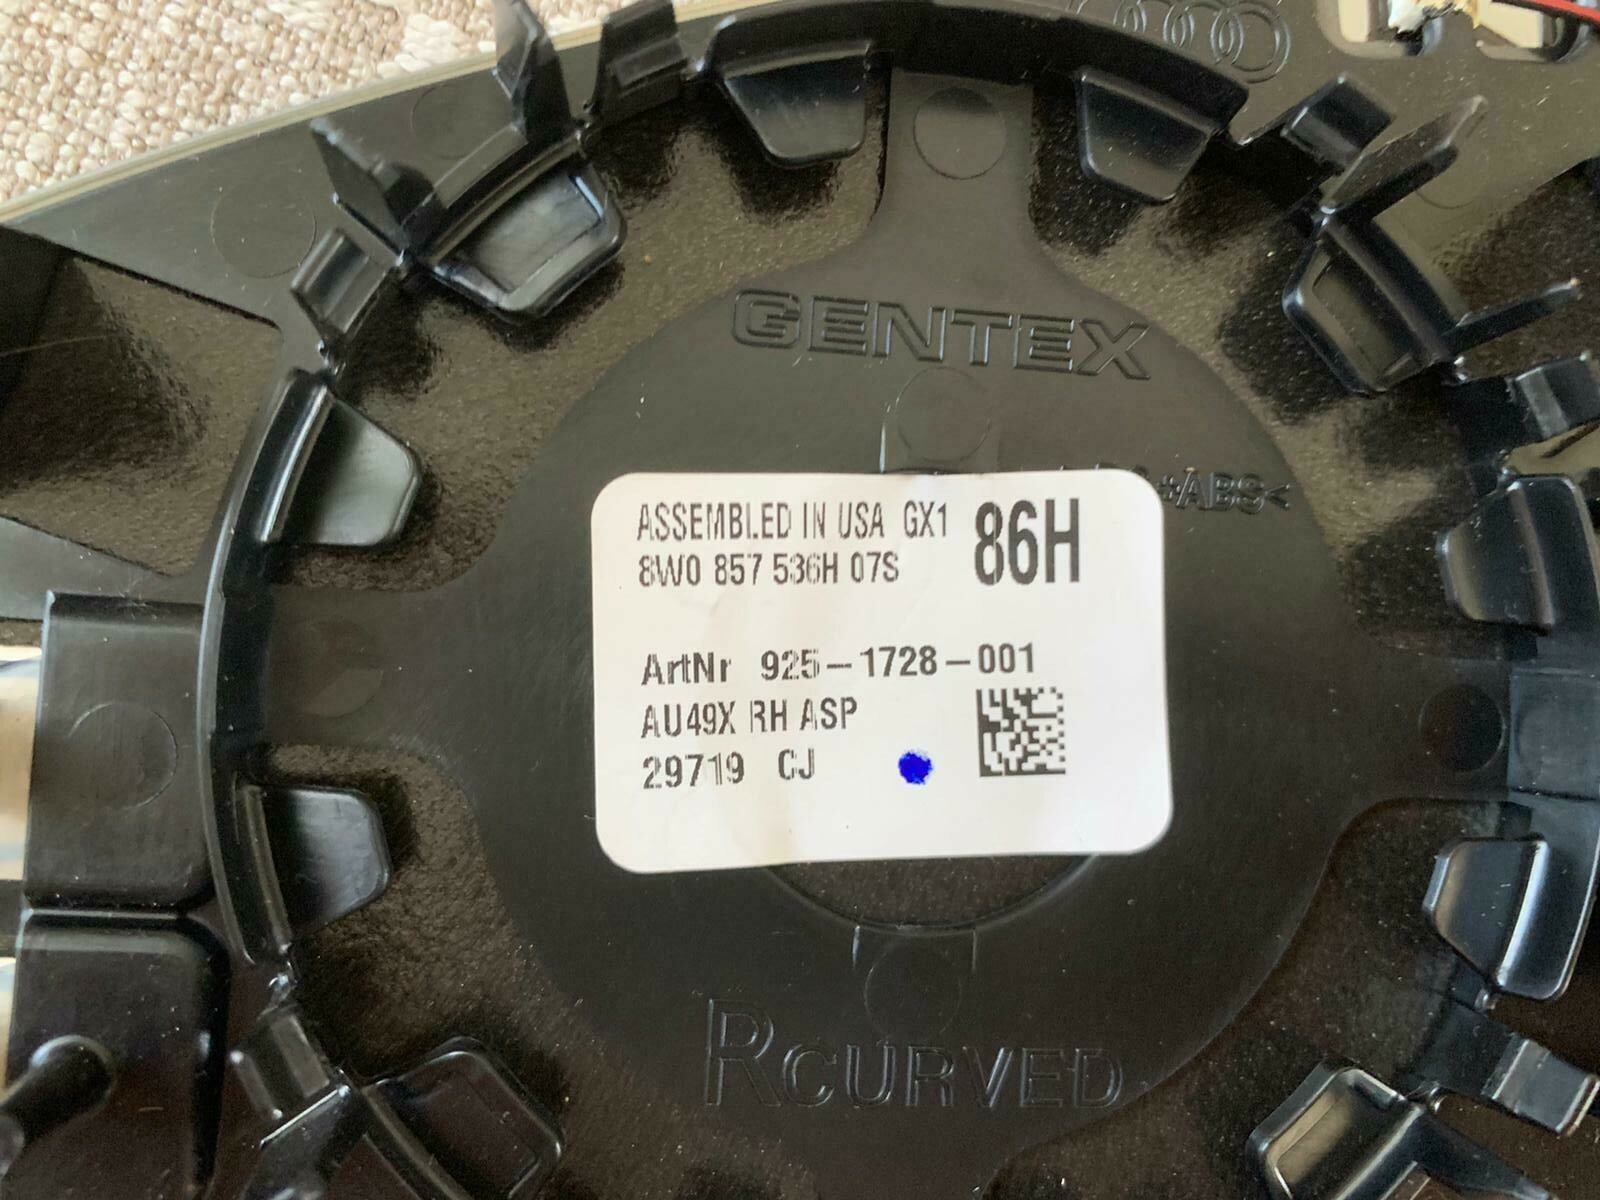 GENTEX
+ABS<
ASSEMBLED IN USA GX1 86H
8W0 857 536H 07S
ArtNr 925-1728-001
AU49X RH ASP
29719 CJ
RCURVED